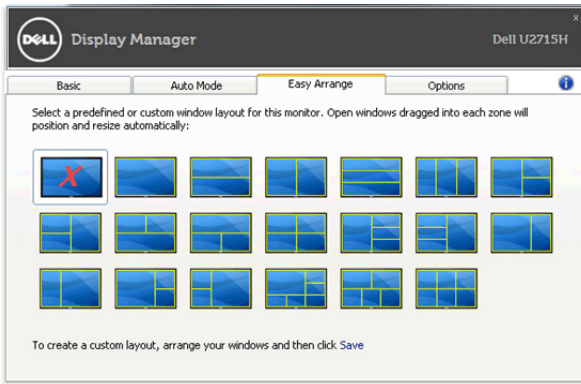 x
DELL Display Manager
Dell U2715H
Basic Auto Mode Easy Arrange Options i
Select a predefined or custom window layout for this monitor. Open windows dragged into each zone will
position and resize automatically:
X
To create a custom layout, arrange your windows and then click Save